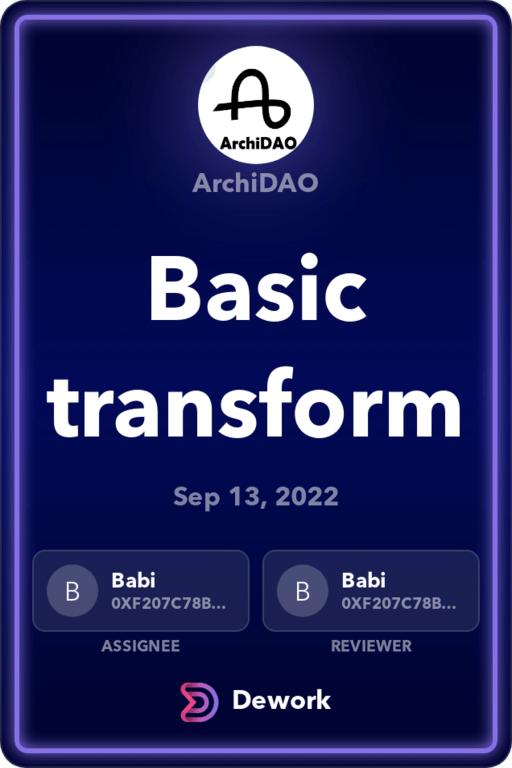 ArchiDAO
ArchiDAO
Basic
transform
Sep 13, 2022
B
Babi
0XF207C78B...
B
Babi
0XF207C78B...
ASSIGNEE
REVIEWER
Dework